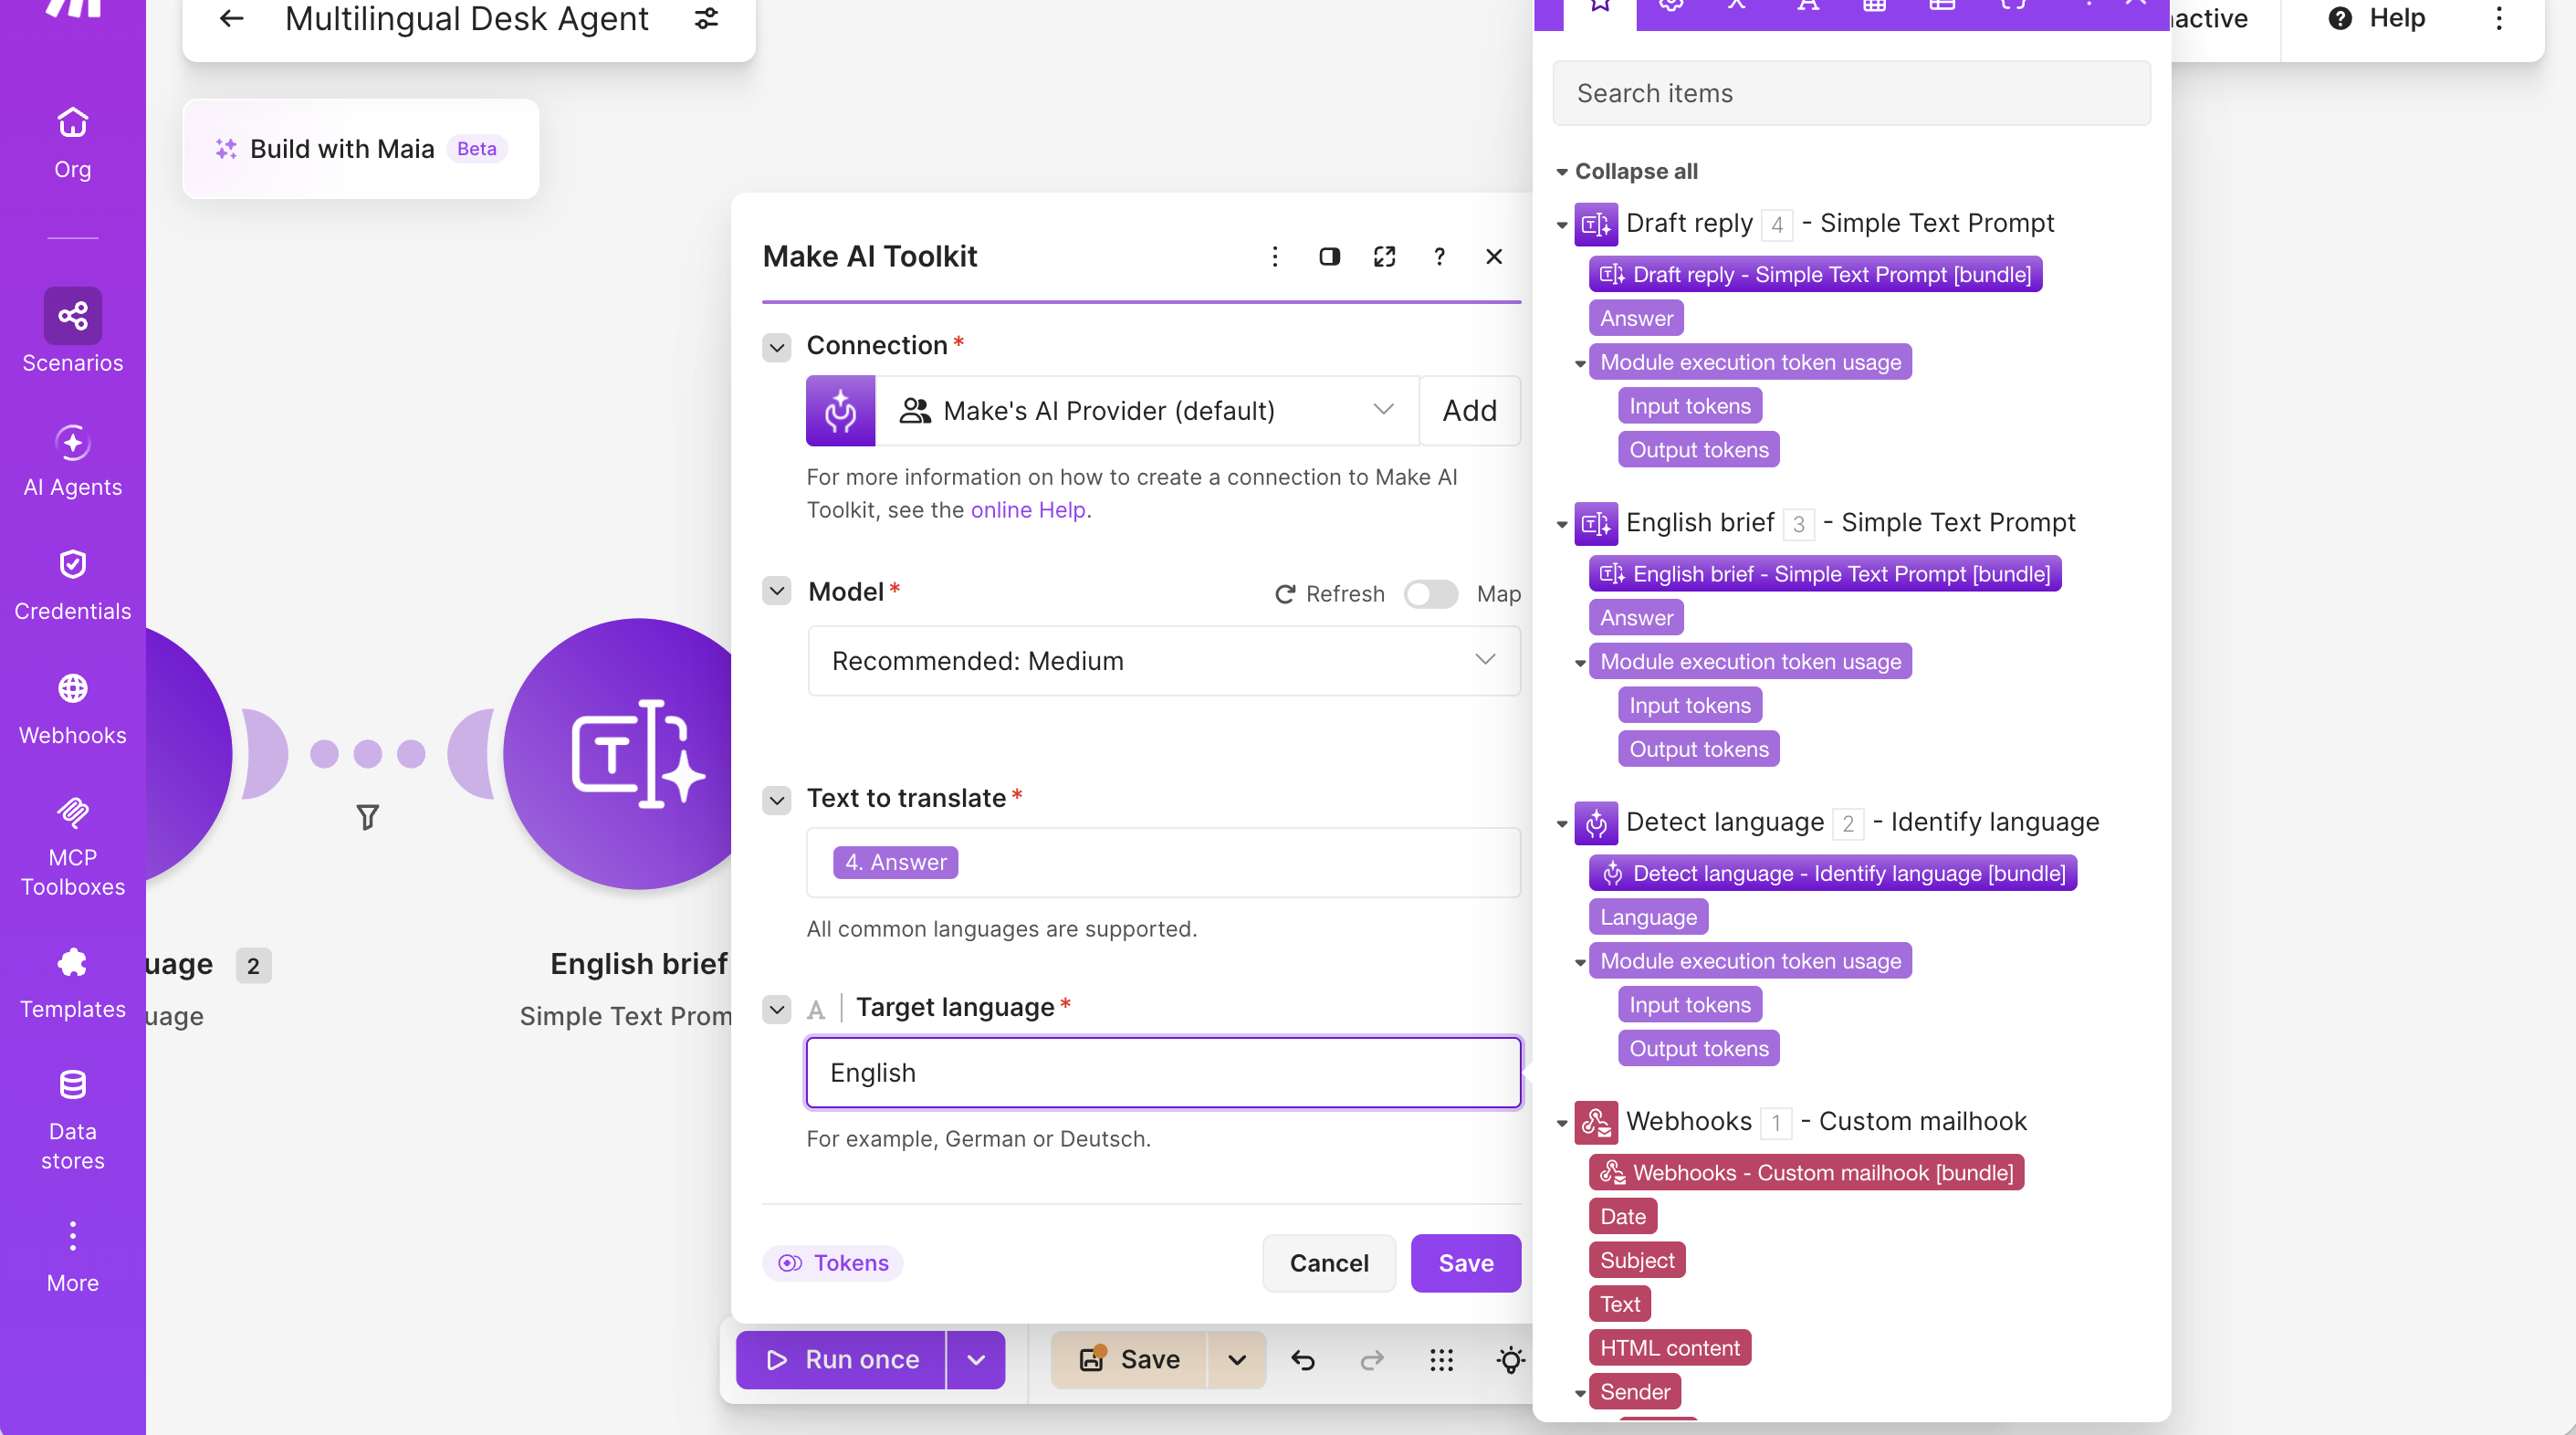 Multilingual Desk Agent
Help
Build with Maia Beta
Org
Scenarios
AI Agents
Credentials
Webhooks
MCP
Toolboxes
Templates
Data
stores
More
2
English brief
Make AI Toolkit
Connection *
Make's AI Provider (default)
Add
For more information on how to create a connection to Make AI
Toolkit, see the online Help.
Model *
Refresh
Map
Recommended: Medium
Text to translate *
4. Answer
All common languages are supported.
A Target language *
English
For example, German or Deutsch.
Tokens
Cancel
Save
Run once
Save
Search items
Collapse all
Draft reply 4 - Simple Text Prompt
Draft reply - Simple Text Prompt [bundle]
Answer
Module execution token usage
Input tokens
Output tokens
English brief 3 - Simple Text Prompt
English brief - Simple Text Prompt [bundle]
Answer
Module execution token usage
Input tokens
Output tokens
Detect language 2 - Identify language
Detect language - Identify language [bundle]
Language
Module execution token usage
Input tokens
Output tokens
Webhooks 1 - Custom mailhook
Webhooks - Custom mailhook [bundle]
Date
Subject
Text
HTML content
Sender
Simple Text